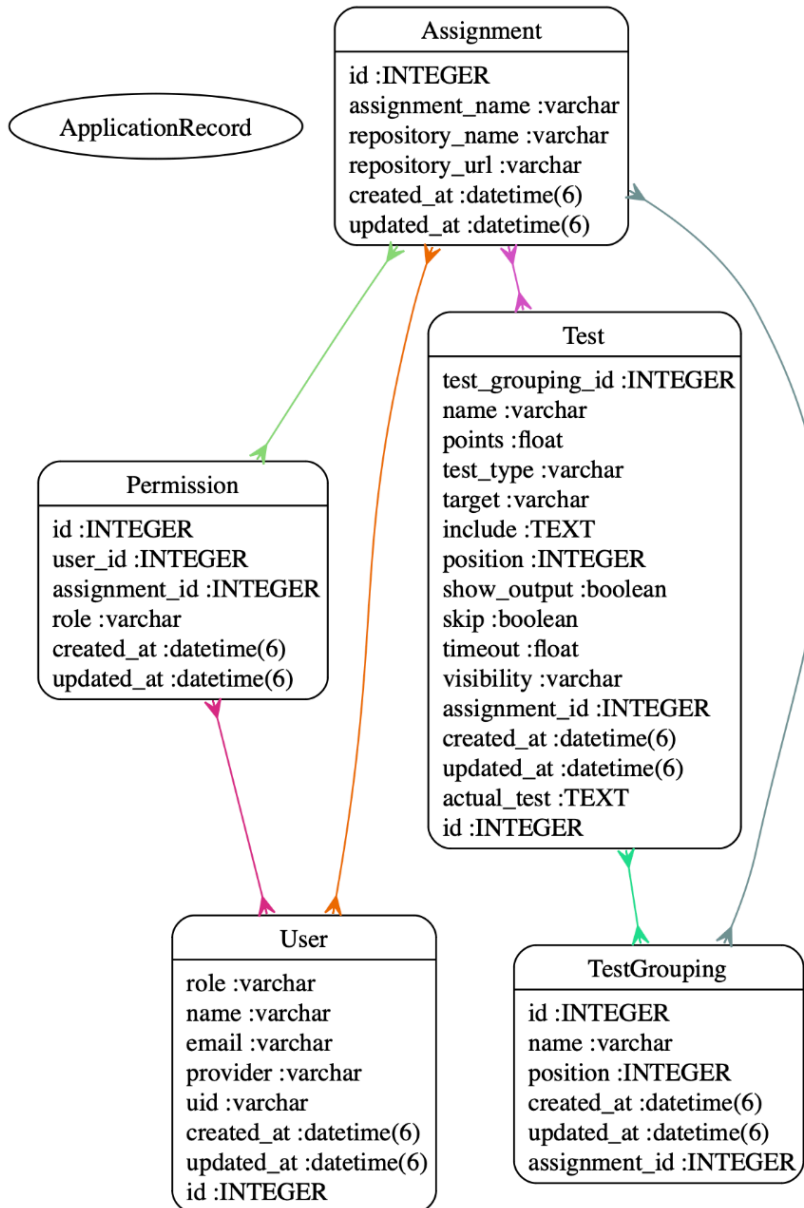 Assignment
id :INTEGER
assignment_name :varchar
repository_name :varchar
repository_url :varchar
created_at :datetime(6)
updated_at :datetime(6)
ApplicationRecord
Test
test_grouping_id :INTEGER
name :varchar
points :float
test_type :varchar
target :varchar
include :TEXT
position :INTEGER
show_output :boolean
skip :boolean
timeout :float
visibility :varchar
assignment_id :INTEGER
created_at :datetime(6)
updated_at :datetime(6)
actual_test :TEXT
id :INTEGER
Permission
id :INTEGER
user_id :INTEGER
assignment_id :INTEGER
role :varchar
created_at :datetime(6)
updated_at :datetime(6)
User
role :varchar
name :varchar
email :varchar
provider :varchar
uid :varchar
created_at :datetime(6)
updated_at :datetime(6)
id :INTEGER
TestGrouping
id :INTEGER
name :varchar
position :INTEGER
created_at :datetime(6)
updated_at :datetime(6)
assignment_id :INTEGER